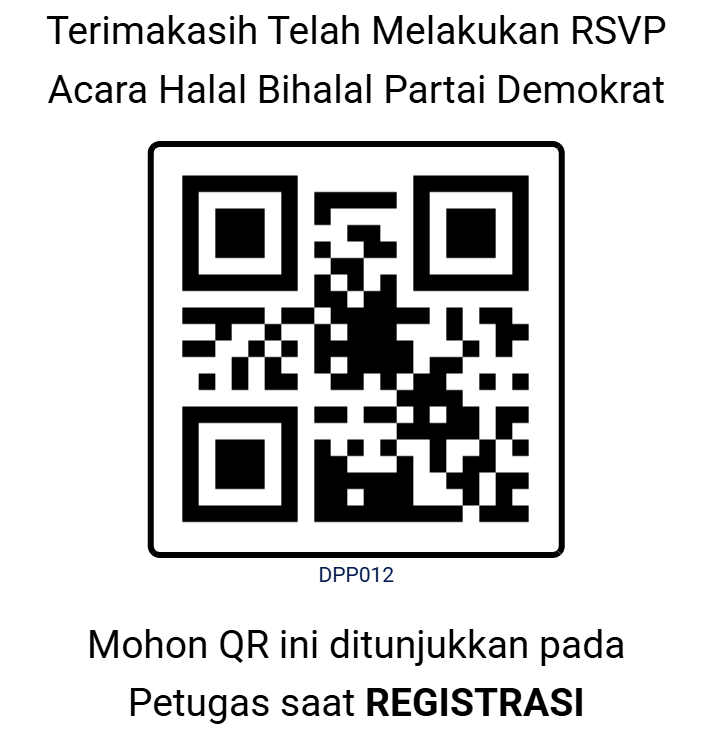 Terimakasih Telah Melakukan RSVP
Acara Halal Bihalal Partai Demokrat
DPP012
Mohon QR ini ditunjukkan pada
Petugas saat REGISTRASI